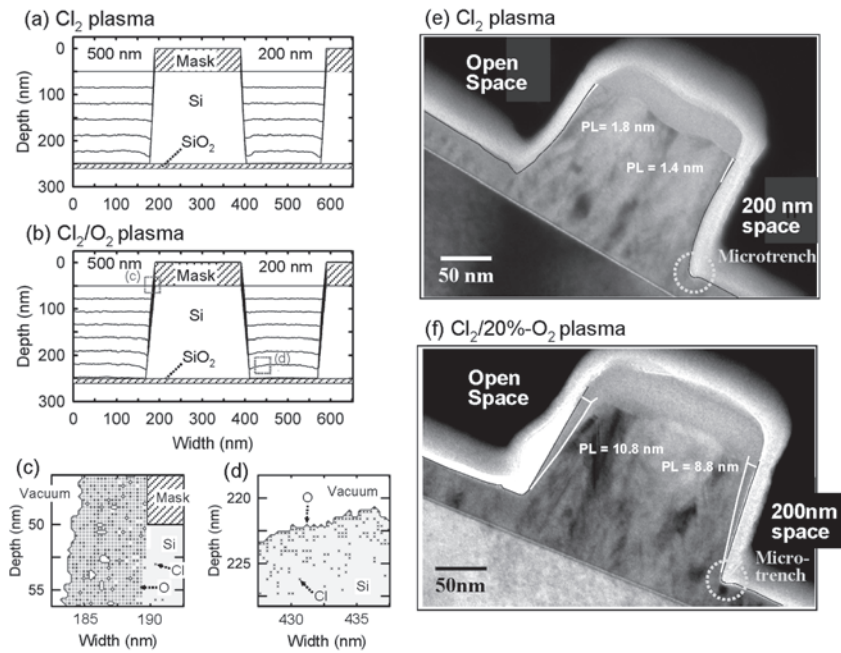 (a) Cl₂ plasma
0
50
100
200
300
Depth (nm)
500 nm
Mask
200 nm
Si
SiO₂
0 100 200 300 400 500 600
(b) Cl₂/O₂ plasma
0
100
200
300
Depth (nm)
500 nm
(c)
Mask
200 nm
Si
(d)
SiO₂
0 100 200 300 400 500 600
Width (nm)
(c)
Vacuum
Mask
50
55
Depth (nm)
Si
Cl
O
185 190
Width (nm)
(d)
O
Vacuum
220
222
225
Depth (nm)
Cl
Si
430 435
Width (nm)
(e) Cl₂ plasma
Open
Space
PL= 1.8 nm
PL= 1.4 nm
200 nm
space
Microtrench
50 nm
(f) Cl₂/20%-O₂ plasma
Open
Space
PL = 10.8 nm
PL = 8.8 nm
200nm
space
Micro-
trench
50nm